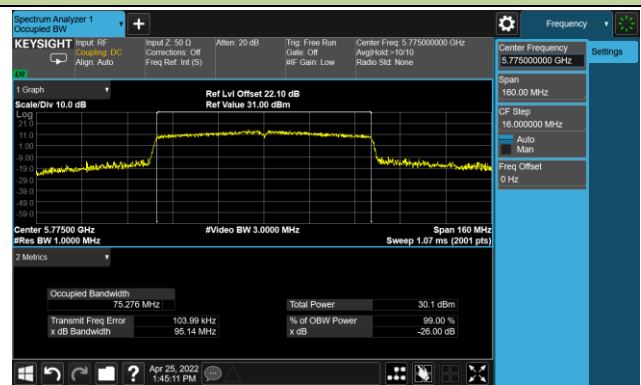 Spectrum Analyzer 1
Occupied BW
Frequency
KEYSIGHT
Input: RF
Coupling: DC
Align: Auto
Input Z: 50 Ω
Corrections: Off
Freq Ref: Int (S)
Atten: 20 dB
Trig: Free Run
Gate: Off
#IF Gain: Low
Center Freq: 5.775000000 GHz
Avg|Hold:>10/10
Radio Std: None
LXI
Center Frequency
5.775000000 GHz
Settings
Span
160.00 MHz
CF Step
16.000000 MHz
Auto
Man
Freq Offset
0 Hz
1 Graph
Scale/Div 10.0 dB
Ref Lvl Offset 22.10 dB
Ref Value 31.00 dBm
Log
21.0
11.0
1.00
-9.00
-19.0
-29.0
-39.0
-49.0
-59.0
Center 5.77500 GHz
#Res BW 1.0000 MHz
#Video BW 3.0000 MHz
Span 160 MHz
Sweep 1.07 ms (2001 pts)
2 Metrics
Occupied Bandwidth
75.276 MHz
Total Power 30.1 dBm
Transmit Freq Error 103.99 kHz
% of OBW Power 99.00 %
x dB Bandwidth 95.14 MHz
x dB -26.00 dB
?
Apr 25, 2022
1:45:11 PM